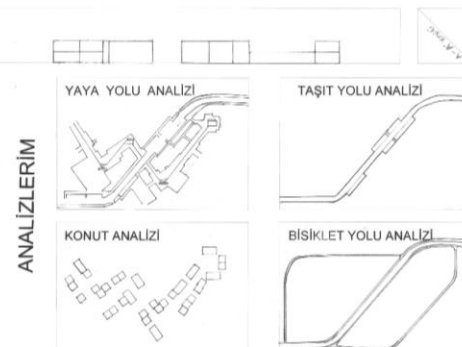 ANALİZLERİM
YAYA YOLU ANALİZİ
TAŞIT YOLU ANALİZİ
KONUT ANALİZİ
BİSİKLET YOLU ANALİZİ